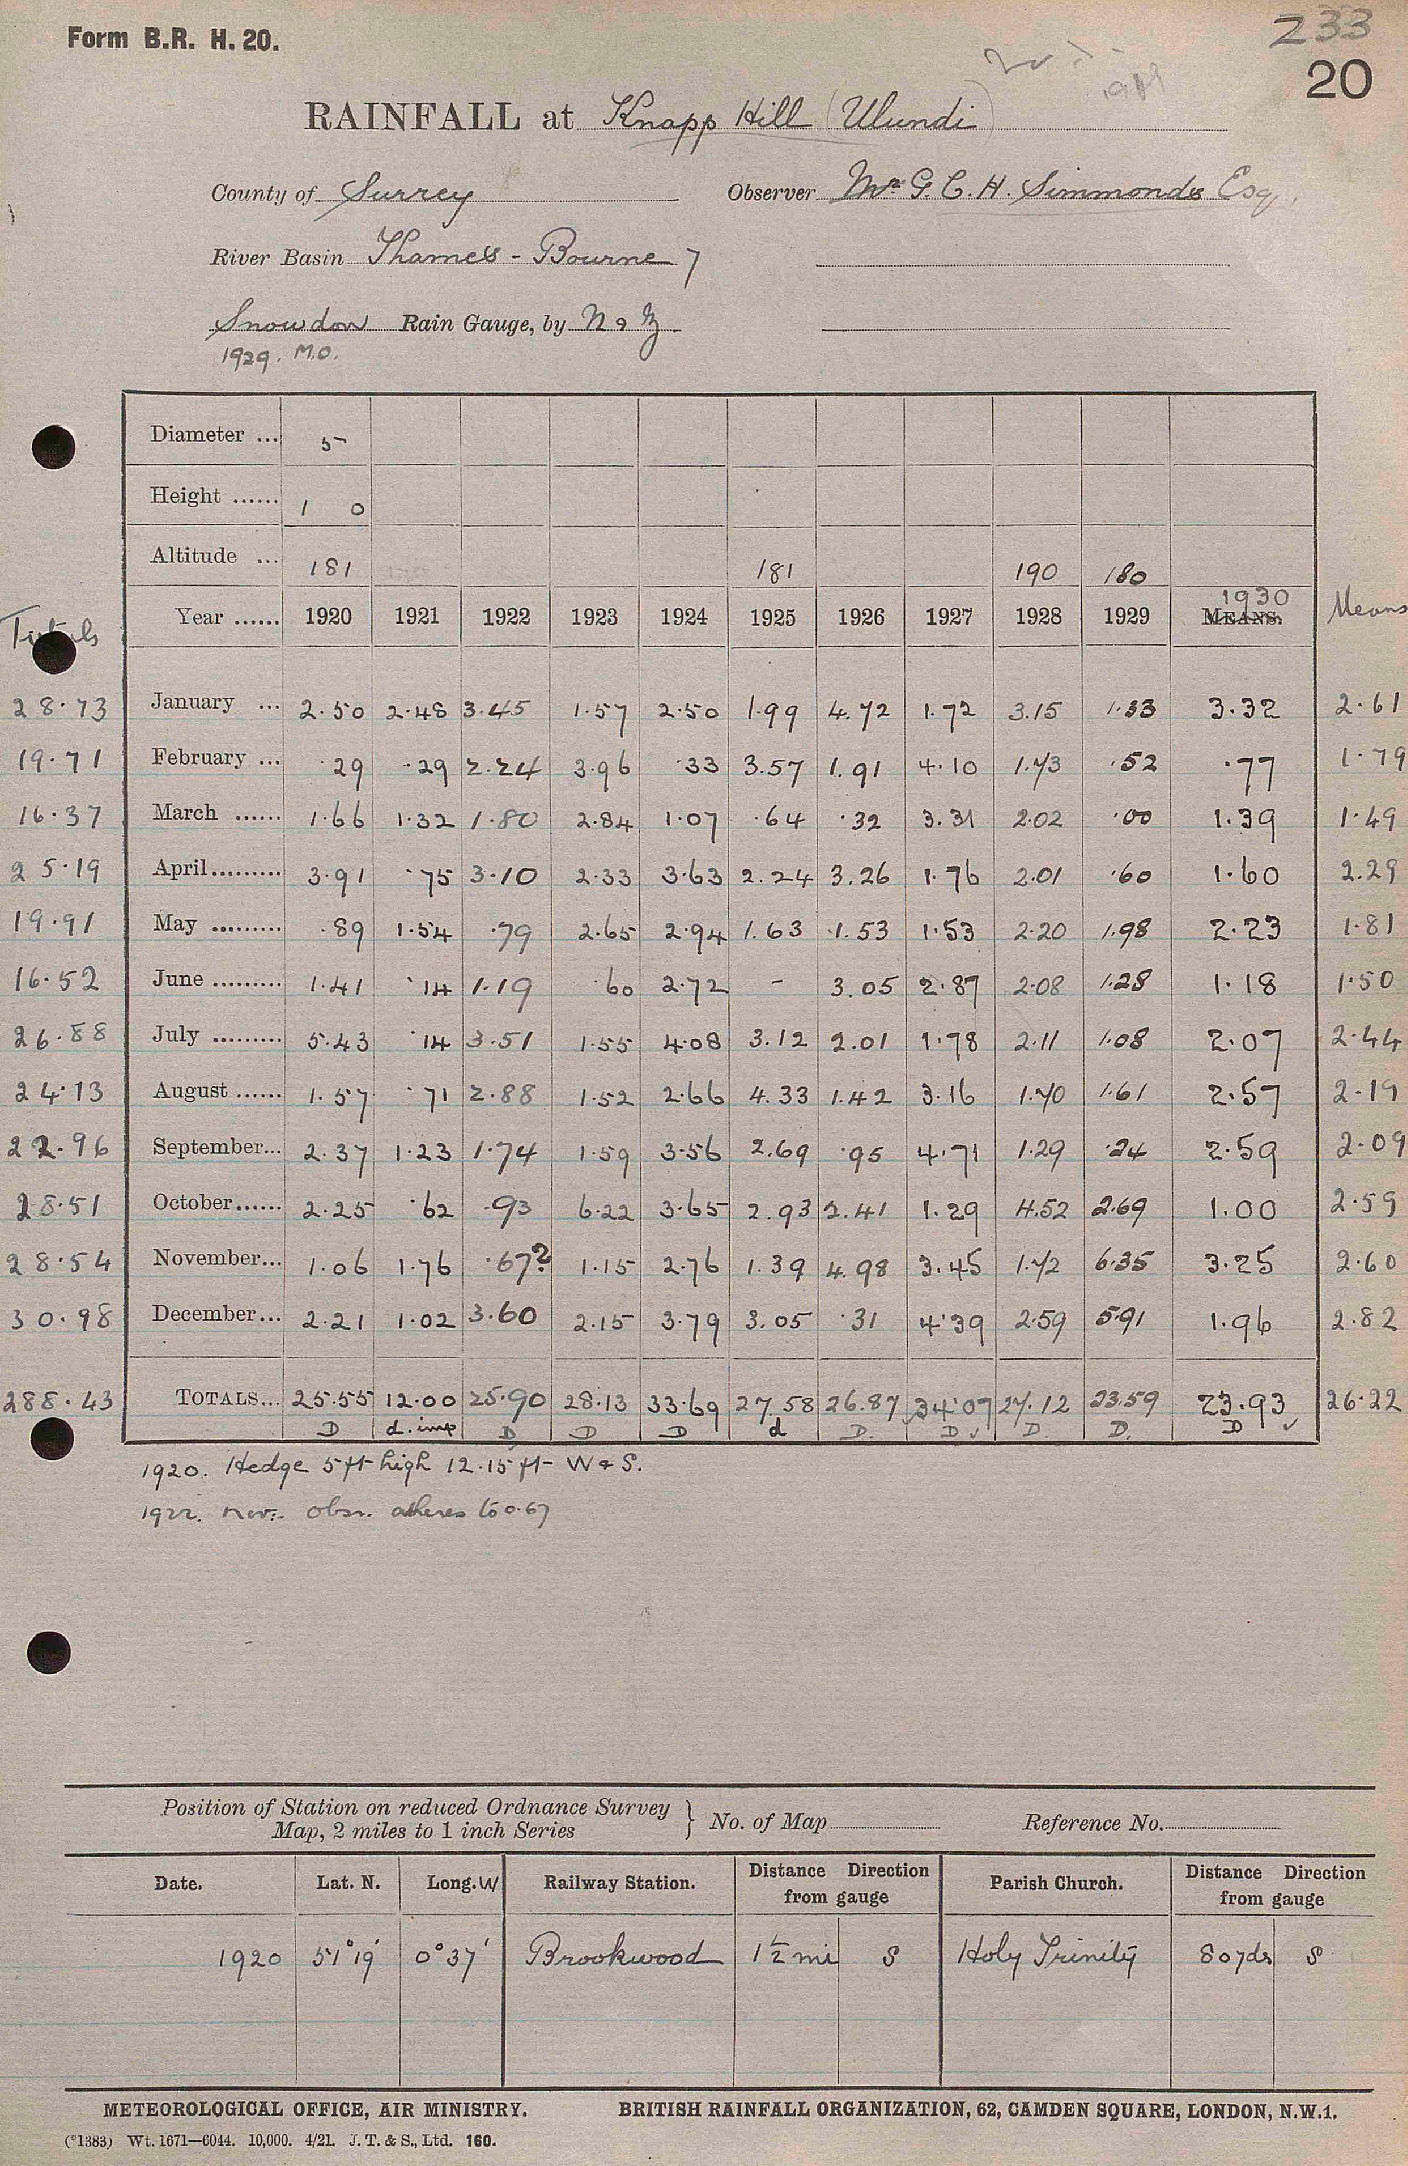 Form B.R. H. 20.
233
20
1919
RAINFALL at Knapp Hill (Ulundi)
County of Surrey Observer Mr G. C. H. Simmonds Esq.
River Basin Thames - Bourne 7
Snowdon Rain Gauge, by N & Z
1929. M.O.
Diameter ... 5
Height ...... 1 0
Altitude ... 181 181 190 180
Totals Year ...... 1920 1921 1922 1923 1924 1925 1926 1927 1928 1929 1930 MEANS. Means
28.73 January ... 2.50 2.48 3.45 1.57 2.50 1.99 4.72 1.72 3.15 1.33 3.32 2.61
19.71 February ... .29 .29 2.24 3.96 .33 3.57 1.91 4.10 1.73 .52 .77 1.79
16.37 March ...... 1.66 1.32 1.80 2.84 1.07 .64 .32 3.31 2.02 .00 1.39 1.49
25.19 April ......... 3.91 .75 3.10 2.33 3.63 2.24 3.26 1.76 2.01 .60 1.60 2.29
19.91 May ......... .89 1.54 .79 2.65 2.94 1.63 1.53 1.53 2.20 1.98 2.23 1.81
16.52 June ......... 1.41 .14 1.19 .60 2.72 - 3.05 2.87 2.08 1.28 1.18 1.50
26.88 July ......... 5.43 .14 3.51 1.55 4.08 3.12 2.01 1.78 2.11 1.08 2.07 2.44
24.13 August ...... 1.57 .71 2.88 1.52 2.66 4.33 1.42 3.16 1.70 1.61 2.57 2.19
22.96 September... 2.37 1.23 1.74 1.59 3.56 2.69 .95 4.71 1.29 .24 2.59 2.09
28.51 October...... 2.25 .62 .93 6.22 3.65 2.93 2.41 1.29 4.52 2.69 1.00 2.59
28.54 November... 1.06 1.76 .67? 1.15 2.76 1.39 4.98 3.45 1.72 6.35 3.25 2.60
30.98 December... 2.21 1.02 3.60 2.15 3.79 3.05 .31 4.39 2.59 5.91 1.96 2.82
288.43 TOTALS... 25.55 12.00 25.90 28.13 33.69 27.58 26.87 34.07 27.12 23.59 23.93 26.22
D d. imp D D D d D. D ✓ D. D. D ✓
1920. Hedge 5 ft high 12.15 ft W & S.
1922. Nov:- Obsr. adheres to 0.67
Position of Station on reduced Ordnance Survey Map, 2 miles to 1 inch Series } No. of Map Reference No.
Date. Lat. N. Long. W Railway Station. Distance Direction from gauge Parish Church. Distance Direction from gauge
1920 51°19' 0°37' Brookwood 1½ mi S Holy Trinity 80 yds S
METEOROLOGICAL OFFICE, AIR MINISTRY. BRITISH RAINFALL ORGANIZATION, 62, CAMDEN SQUARE, LONDON, N.W.1.
(*1383) Wt. 1671—6044. 10,000. 4/21. J. T. & S., Ltd. 160.